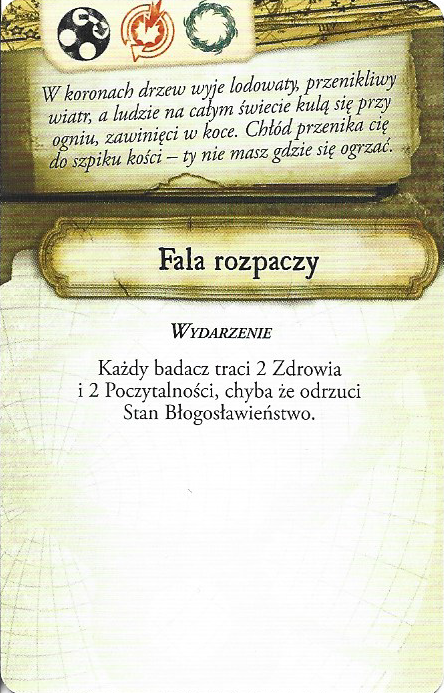 W koronach drzew wyje lodowaty, przenikliwy
wiatr, a ludzie na całym świecie kulą się przy
ogniu, zawinięci w koce. Chłód przenika cię
do szpiku kości – ty nie masz gdzie się ogrzać.
Fala rozpaczy
WYDARZENIE
Każdy badacz traci 2 Zdrowia
i 2 Poczytalności, chyba że odrzuci
Stan Błogosławieństwo.